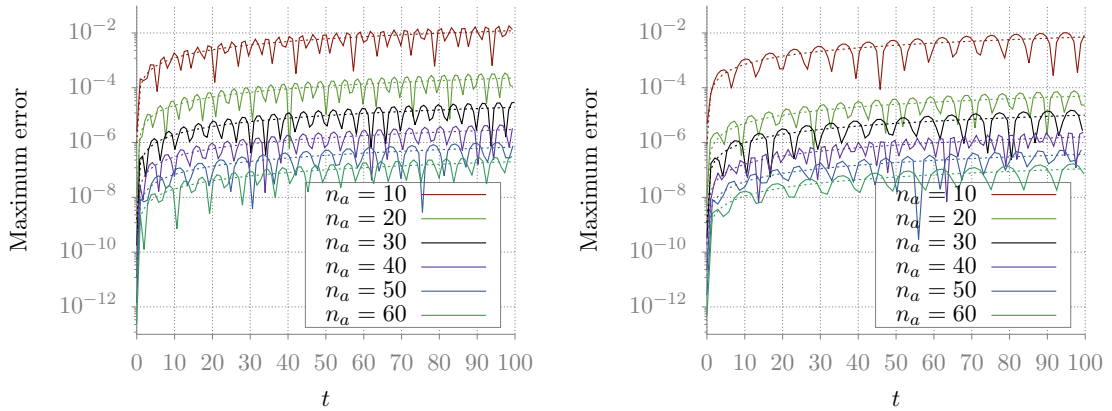 10^{-2}
10^{-4}
10^{-6}
10^{-8}
10^{-10}
10^{-12}
Maximum error
0 10 20 30 40 50 60 70 80 90 100
t
n_a = 10
n_a = 20
n_a = 30
n_a = 40
n_a = 50
n_a = 60
10^{-2}
10^{-4}
10^{-6}
10^{-8}
10^{-10}
10^{-12}
Maximum error
0 10 20 30 40 50 60 70 80 90 100
t
n_a = 10
n_a = 20
n_a = 30
n_a = 40
n_a = 50
n_a = 60